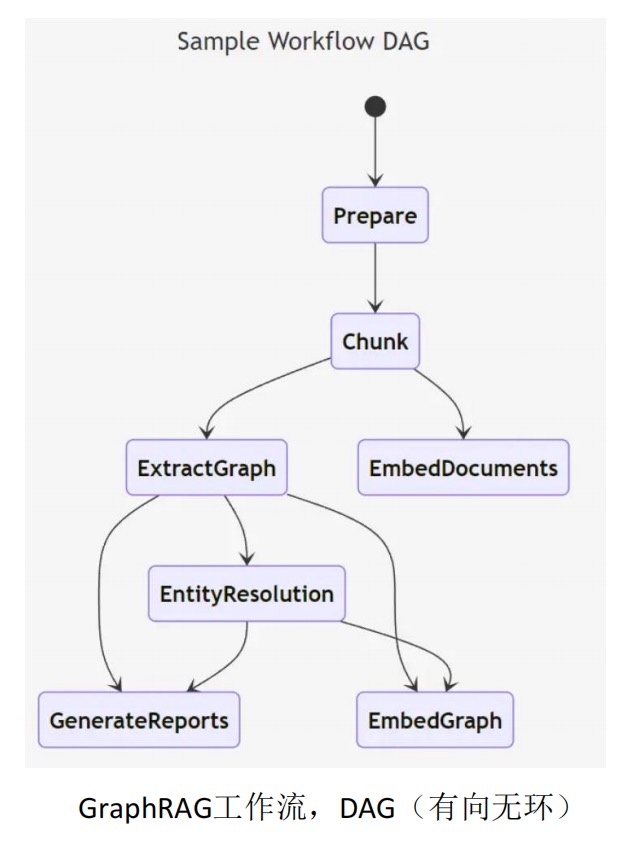 Sample Workflow DAG
Prepare
Chunk
ExtractGraph
EmbedDocuments
EntityResolution
GenerateReports
EmbedGraph
GraphRAG工作流，DAG（有向无环）